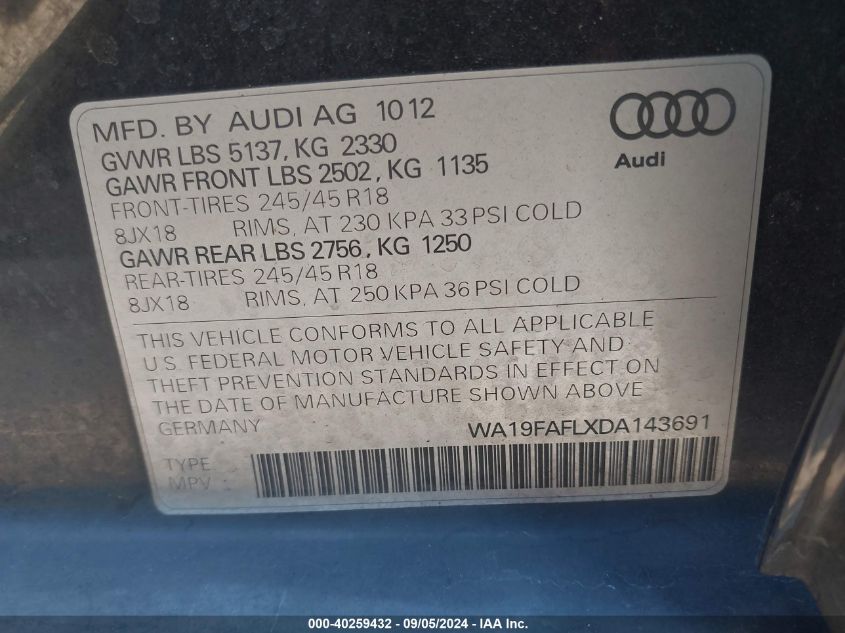 MFD. BY AUDI AG 10 12
GVWR LBS 5137, KG 2330
GAWR FRONT LBS 2502, KG 1135
FRONT-TIRES 245/45 R18
8JX18 RIMS, AT 230 KPA 33 PSI COLD
GAWR REAR LBS 2756, KG 1250
REAR-TIRES 245/45 R18
8JX18 RIMS, AT 250 KPA 36 PSI COLD
Audi
THIS VEHICLE CONFORMS TO ALL APPLICABLE
U.S. FEDERAL MOTOR VEHICLE SAFETY AND
THEFT PREVENTION STANDARDS IN EFFECT ON
THE DATE OF MANUFACTURE SHOWN ABOVE
GERMANY WA19FAFLXDA143691
TYPE
MPV
000-40259432 - 09/05/2024 - IAA Inc.